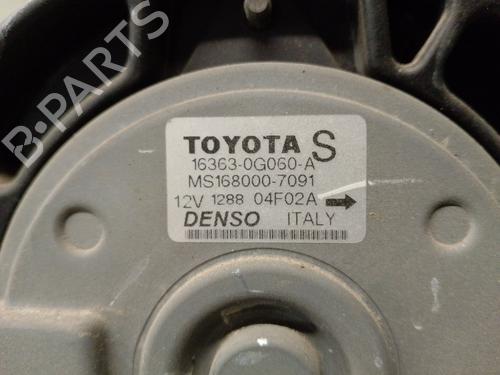 TOYOTA S
16363-0G060-A
MS168000-7091
12V 1288 04F02A
DENSO ITALY
B-PARTS